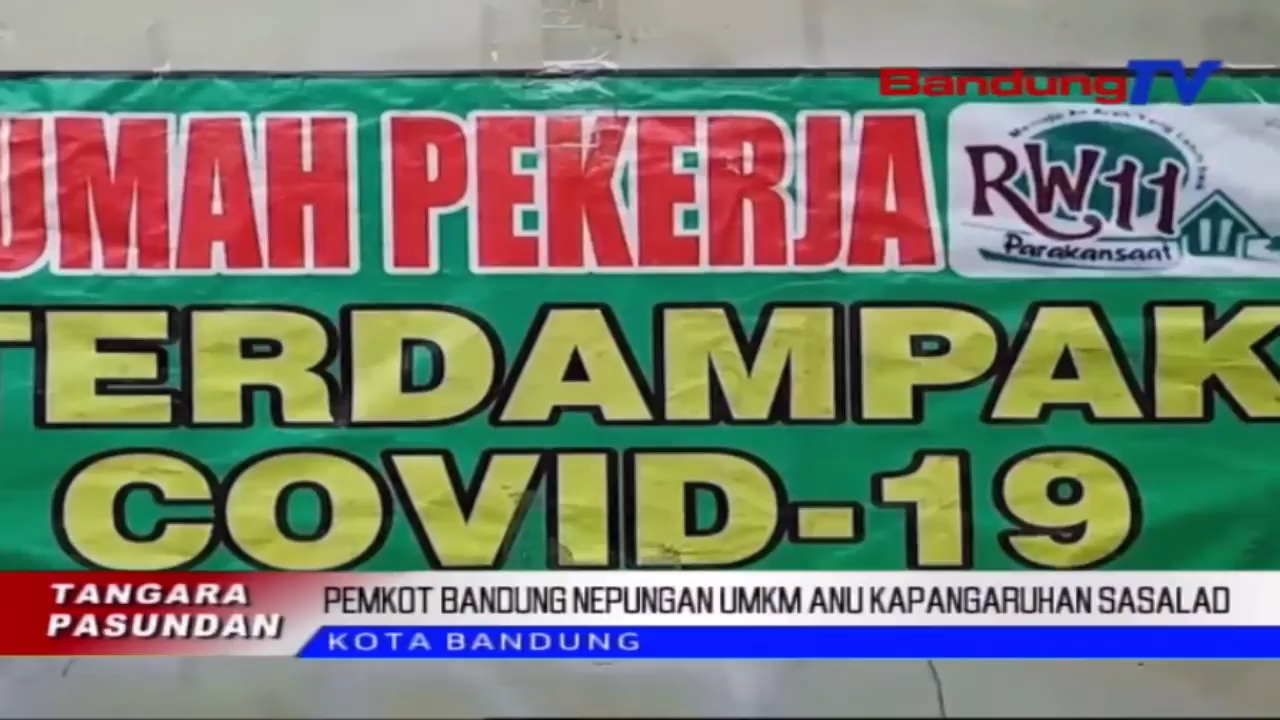 BandungTV
UMAH PEKERJA
RW11
Parakansaat
TERDAMPAK
COVID-19
TANGARA
PASUNDAN
PEMKOT BANDUNG NEPUNGAN UMKM ANU KAPANGARUHAN SASALAD
KOTA BANDUNG